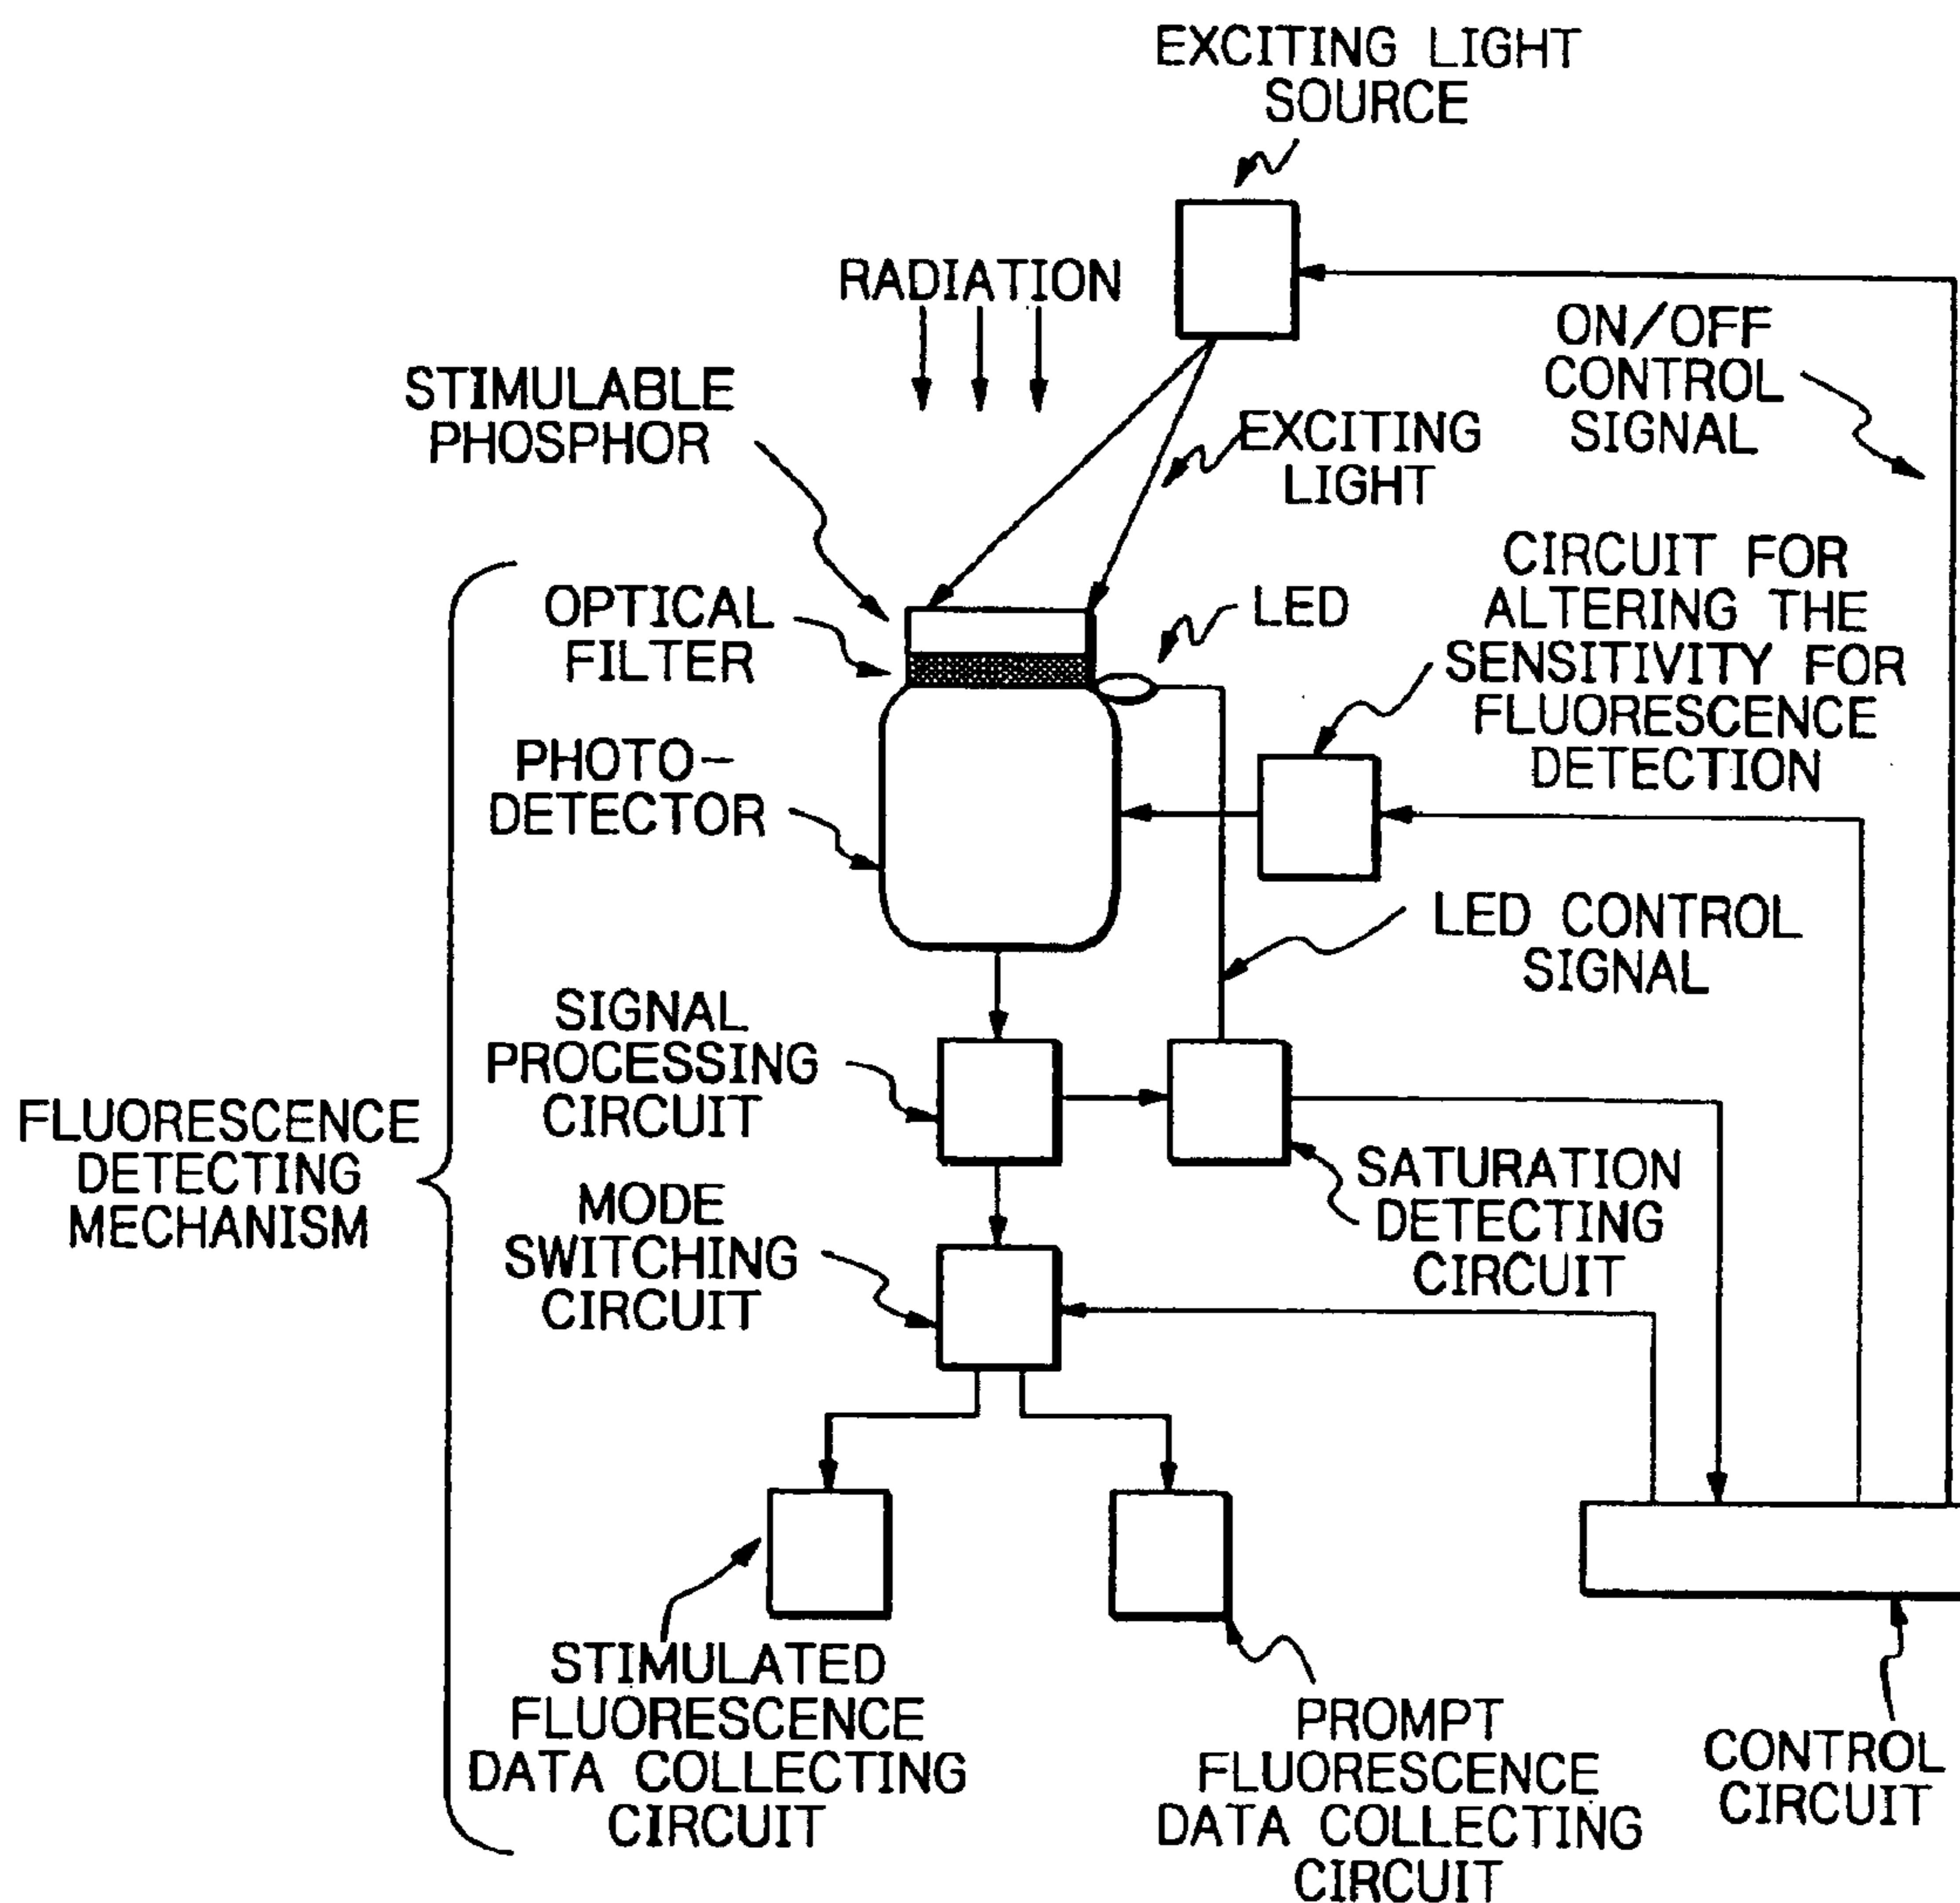 EXCITING LIGHT
SOURCE
RADIATION
ON/OFF
CONTROL
SIGNAL
STIMULABLE
PHOSPHOR
EXCITING
LIGHT
CIRCUIT FOR
ALTERING THE
SENSITIVITY FOR
FLUORESCENCE
DETECTION
OPTICAL
FILTER
LED
PHOTO-
DETECTOR
LED CONTROL
SIGNAL
SIGNAL
PROCESSING
CIRCUIT
FLUORESCENCE
DETECTING
MECHANISM
SATURATION
DETECTING
CIRCUIT
MODE
SWITCHING
CIRCUIT
STIMULATED
FLUORESCENCE
DATA COLLECTING
CIRCUIT
PROMPT
FLUORESCENCE
DATA COLLECTING
CIRCUIT
CONTROL
CIRCUIT